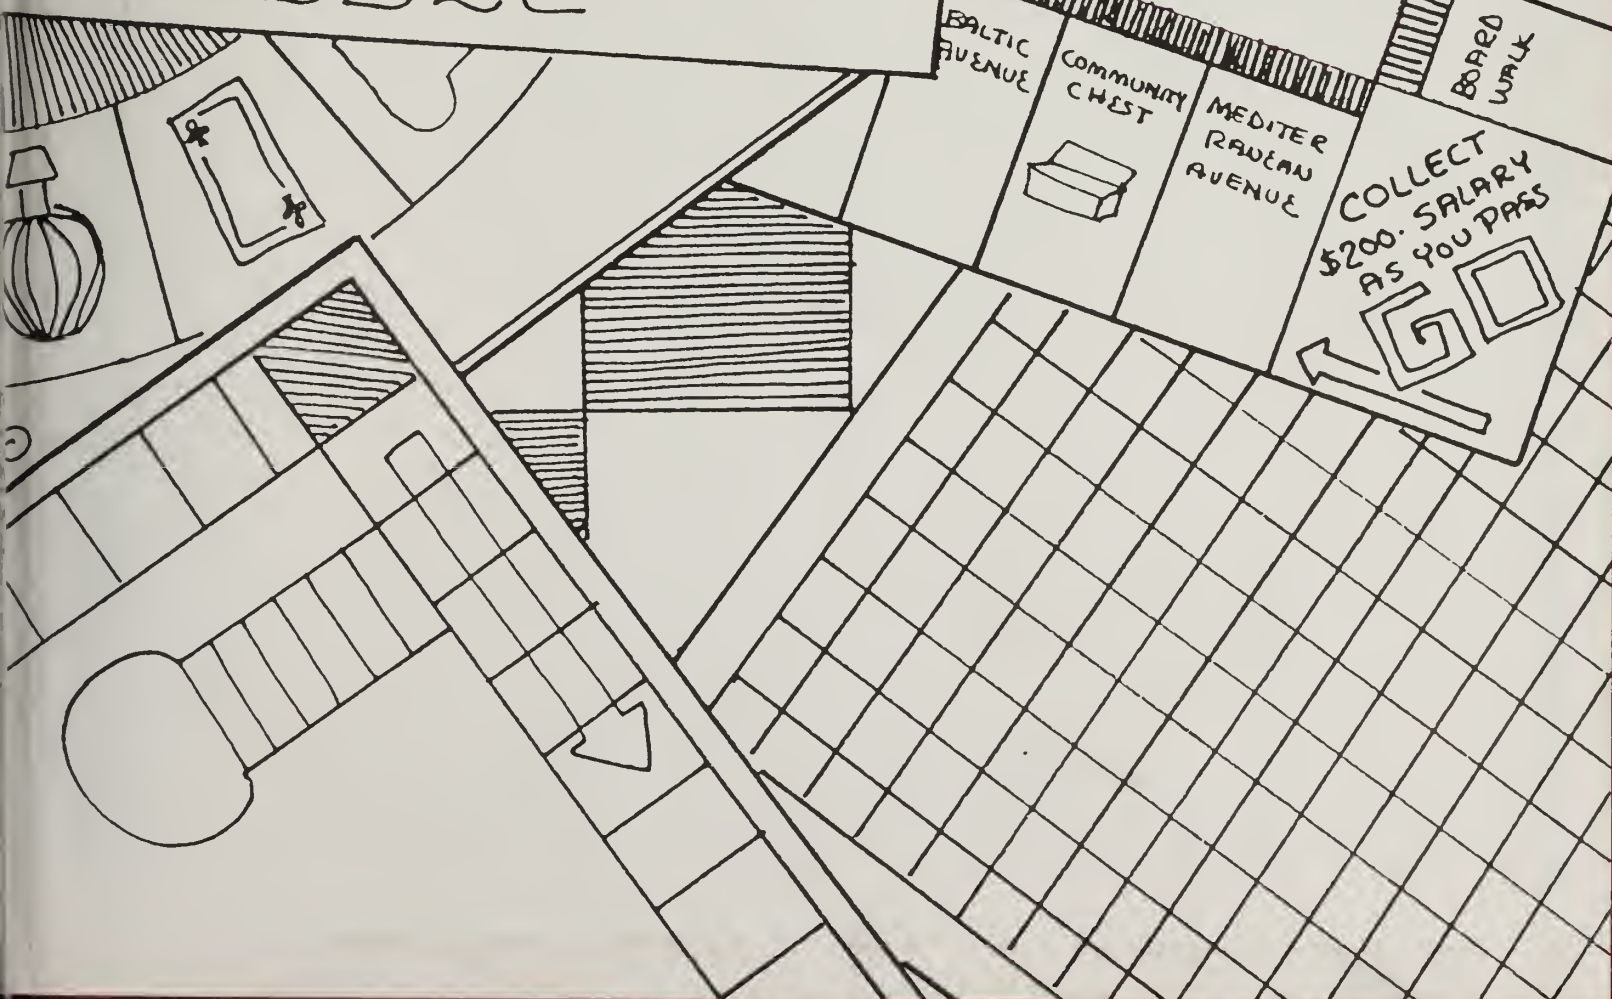 BALTIC
AVENUE
COMMUNITY
CHEST
MEDITER
RANEAN
AVENUE
BOARD
WALK
COLLECT
$200. SALARY
AS YOU PASS
GO